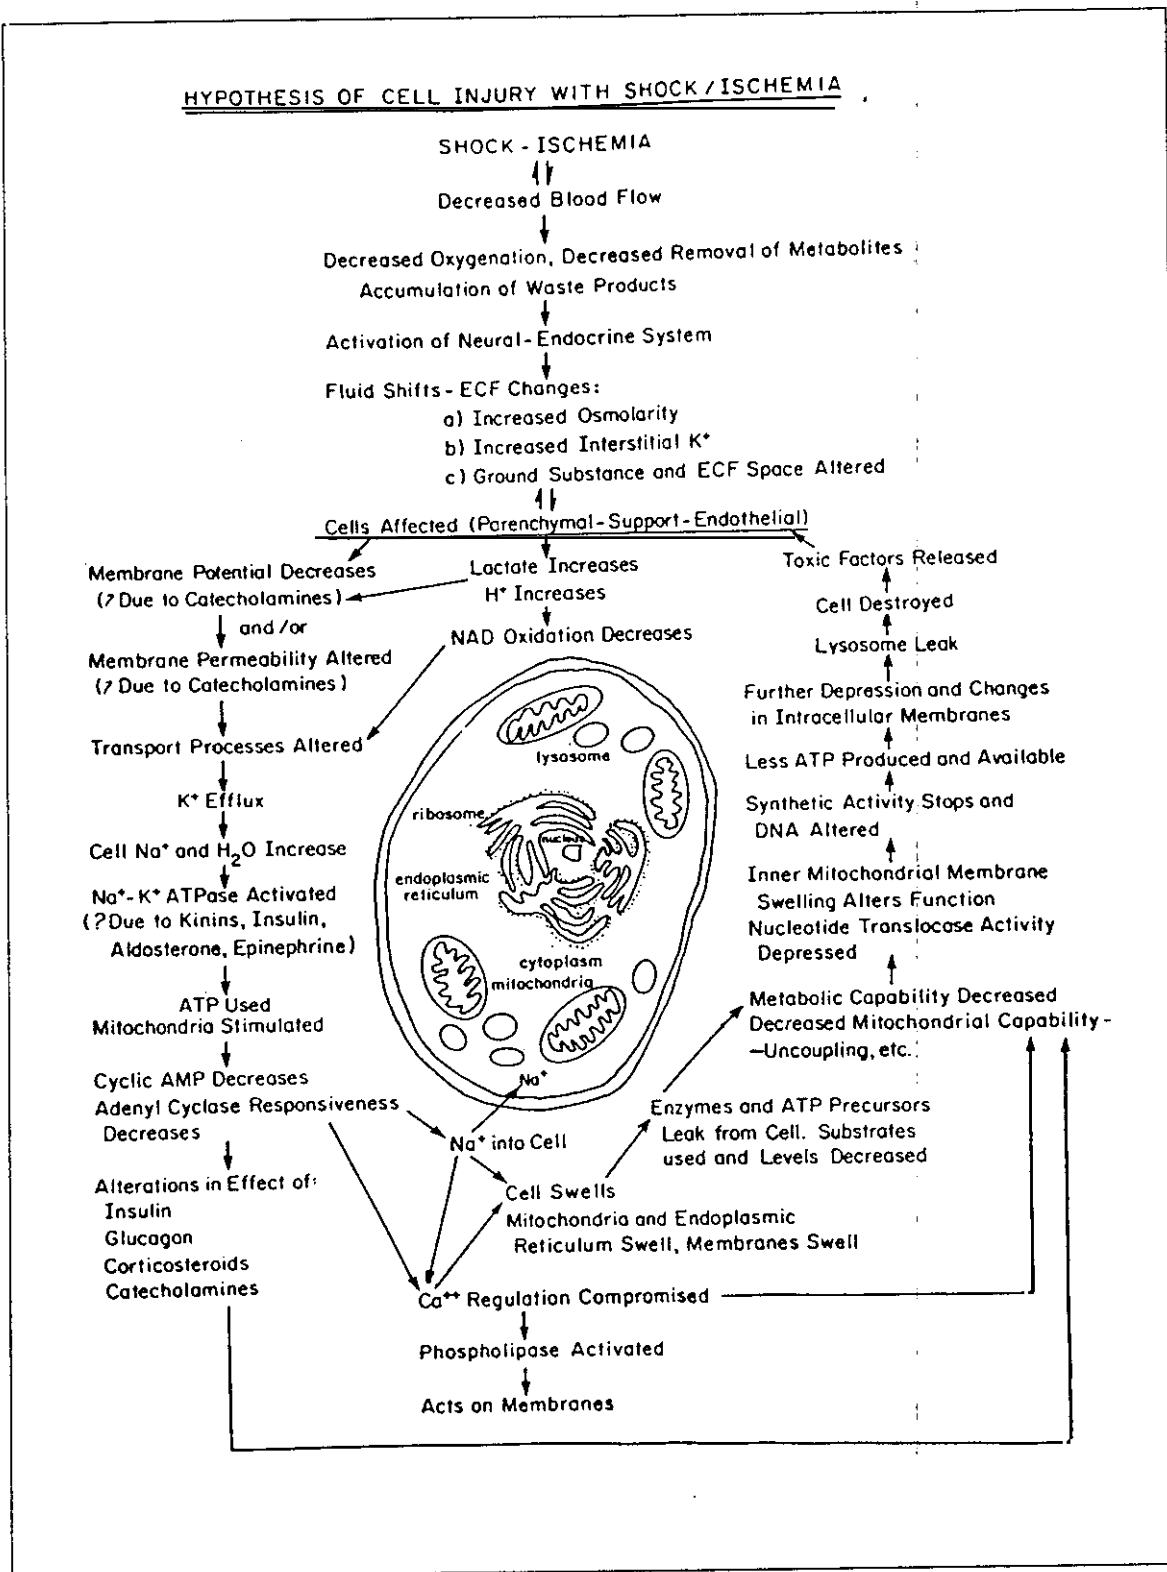 HYPOTHESIS OF CELL INJURY WITH SHOCK/ISCHEMIA
SHOCK - ISCHEMIA
Decreased Blood Flow
Decreased Oxygenation, Decreased Removal of Metabolites
Accumulation of Waste Products
Activation of Neural-Endocrine System
Fluid Shifts - ECF Changes:
a) Increased Osmolarity
b) Increased Interstitial K⁺
c) Ground Substance and ECF Space Altered
Cells Affected (Parenchymal-Support-Endothelial)
Membrane Potential Decreases
(? Due to Catecholamines)
and/or
Membrane Permeability Altered
(? Due to Catecholamines)
Transport Processes Altered
K⁺ Efflux
Cell Na⁺ and H₂O Increase
Na⁺-K⁺ ATPase Activated
(?Due to Kinins, Insulin,
Aldosterone, Epinephrine)
ATP Used
Mitochondria Stimulated
Cyclic AMP Decreases
Adenyl Cyclase Responsiveness
Decreases
Alterations in Effect of:
Insulin
Glucagon
Corticosteroids
Catecholamines
Lactate Increases
H⁺ Increases
NAD Oxidation Decreases
lysosome
ribosome
nucleus
endoplasmic
reticulum
cytoplasm
mitochondria
Na⁺
Na⁺ into Cell
Cell Swells
Mitochondria and Endoplasmic
Reticulum Swell, Membranes Swell
Ca⁺⁺ Regulation Compromised
Phospholipase Activated
Acts on Membranes
Toxic Factors Released
Cell Destroyed
Lysosome Leak
Further Depression and Changes
in Intracellular Membranes
Less ATP Produced and Available
Synthetic Activity Stops and
DNA Altered
Inner Mitochondrial Membrane
Swelling Alters Function
Nucleotide Translocase Activity
Depressed
Metabolic Capability Decreased
Decreased Mitochondrial Capability -
-Uncoupling, etc.
Enzymes and ATP Precursors
Leak from Cell. Substrates
used and Levels Decreased